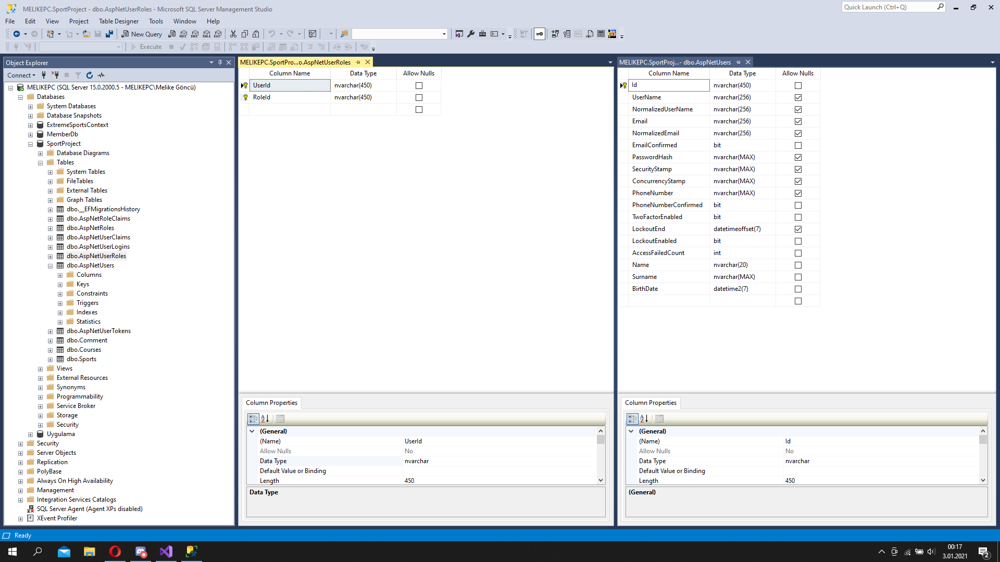 MELIKEPC.SportProject - dbo.AspNetUserRoles - Microsoft SQL Server Management Studio
Quick Launch (Ctrl+Q)
File Edit View Project Table Designer Tools Window Help
New Query MDX DMX XMLA DAX
Execute
Object Explorer
Connect
MELIKEPC (SQL Server 15.0.2000.5 - MELIKEPC\Melike Göncü)
Databases
System Databases
Database Snapshots
ExtremeSportsContext
MemberDb
SportProject
Database Diagrams
Tables
System Tables
FileTables
External Tables
Graph Tables
dbo.__EFMigrationsHistory
dbo.AspNetRoleClaims
dbo.AspNetRoles
dbo.AspNetUserClaims
dbo.AspNetUserLogins
dbo.AspNetUserRoles
dbo.AspNetUsers
Columns
Keys
Constraints
Triggers
Indexes
Statistics
dbo.AspNetUserTokens
dbo.Comment
dbo.Courses
dbo.Sports
Views
External Resources
Synonyms
Programmability
Service Broker
Storage
Security
Uygulama
Security
Server Objects
Replication
PolyBase
Always On High Availability
Management
Integration Services Catalogs
SQL Server Agent (Agent XPs disabled)
XEvent Profiler
MELIKEPC.SportPro...o.AspNetUserRoles
Column Name Data Type Allow Nulls
UserId nvarchar(450)
RoleId nvarchar(450)
Column Properties
(General)
(Name) UserId
Allow Nulls No
Data Type nvarchar
Default Value or Binding
Length 450
Data Type
MELIKEPC.SportProj...- dbo.AspNetUsers
Column Name Data Type Allow Nulls
Id nvarchar(450)
UserName nvarchar(256)
NormalizedUserName nvarchar(256)
Email nvarchar(256)
NormalizedEmail nvarchar(256)
EmailConfirmed bit
PasswordHash nvarchar(MAX)
SecurityStamp nvarchar(MAX)
ConcurrencyStamp nvarchar(MAX)
PhoneNumber nvarchar(MAX)
PhoneNumberConfirmed bit
TwoFactorEnabled bit
LockoutEnd datetimeoffset(7)
LockoutEnabled bit
AccessFailedCount int
Name nvarchar(20)
Surname nvarchar(MAX)
BirthDate datetime2(7)
Column Properties
(General)
(Name) Id
Allow Nulls No
Data Type nvarchar
Default Value or Binding
Length 450
(General)
Ready
00:17
3.01.2021
2